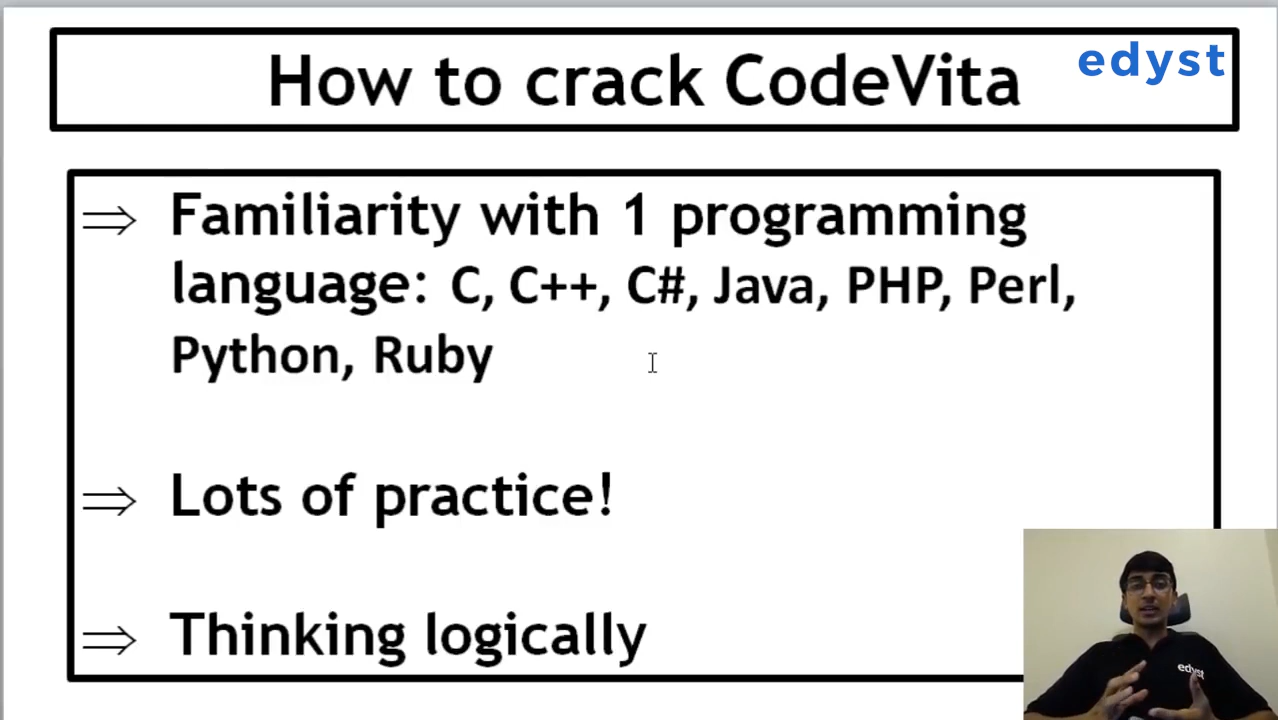 How to crack CodeVita
edyst
⇒ Familiarity with 1 programming
language: C, C++, C#, Java, PHP, Perl,
Python, Ruby
⇒ Lots of practice!
⇒ Thinking logically
edyst